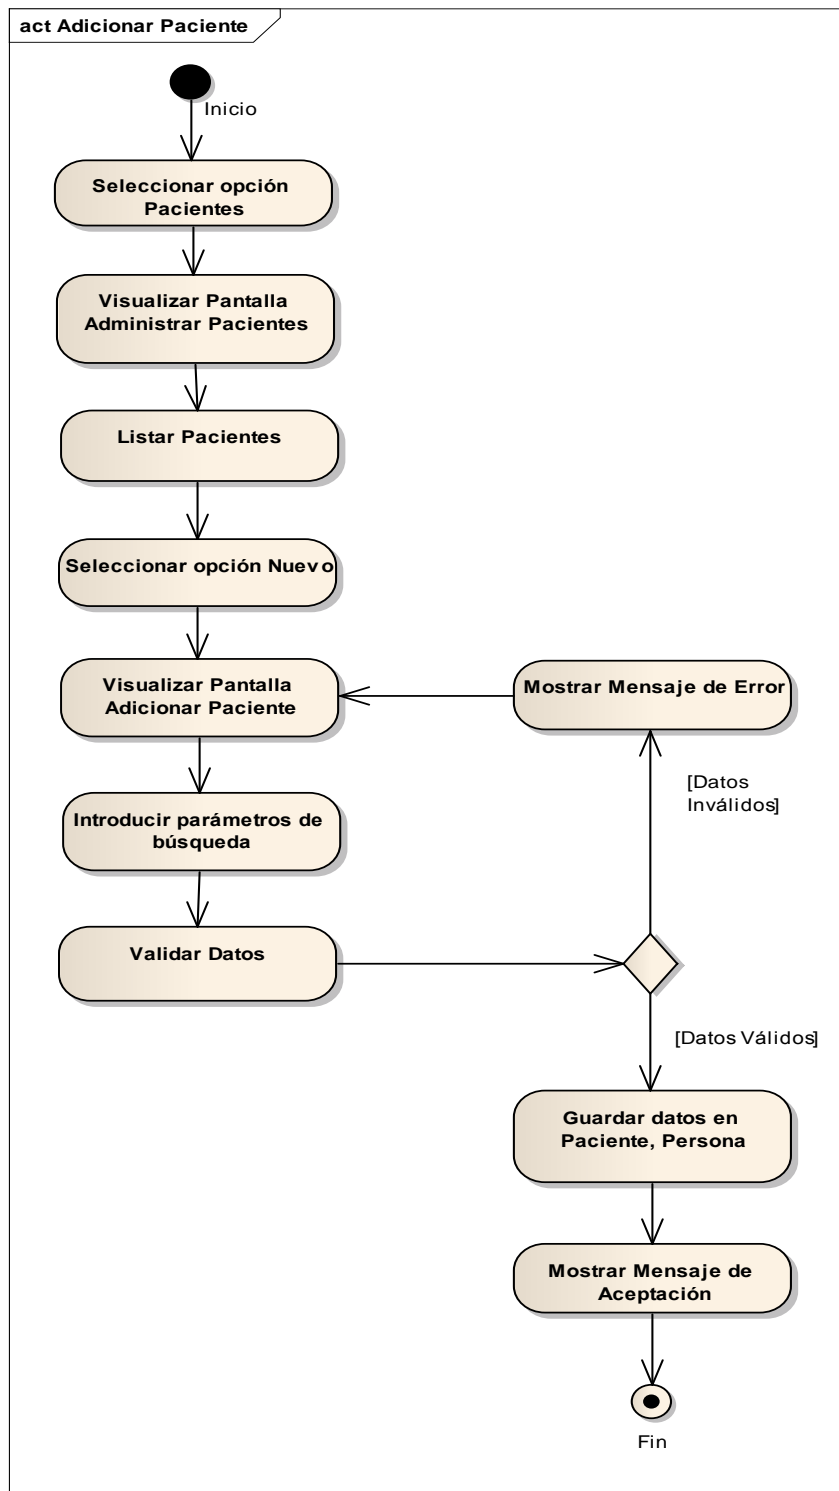 act Adicionar Paciente
Inicio
Seleccionar opción
Pacientes
Visualizar Pantalla
Administrar Pacientes
Listar Pacientes
Seleccionar opción Nuevo
Visualizar Pantalla
Adicionar Paciente
Mostrar Mensaje de Error
[Datos
Inválidos]
Introducir parámetros de
búsqueda
Validar Datos
[Datos Válidos]
Guardar datos en
Paciente, Persona
Mostrar Mensaje de
Aceptación
Fin